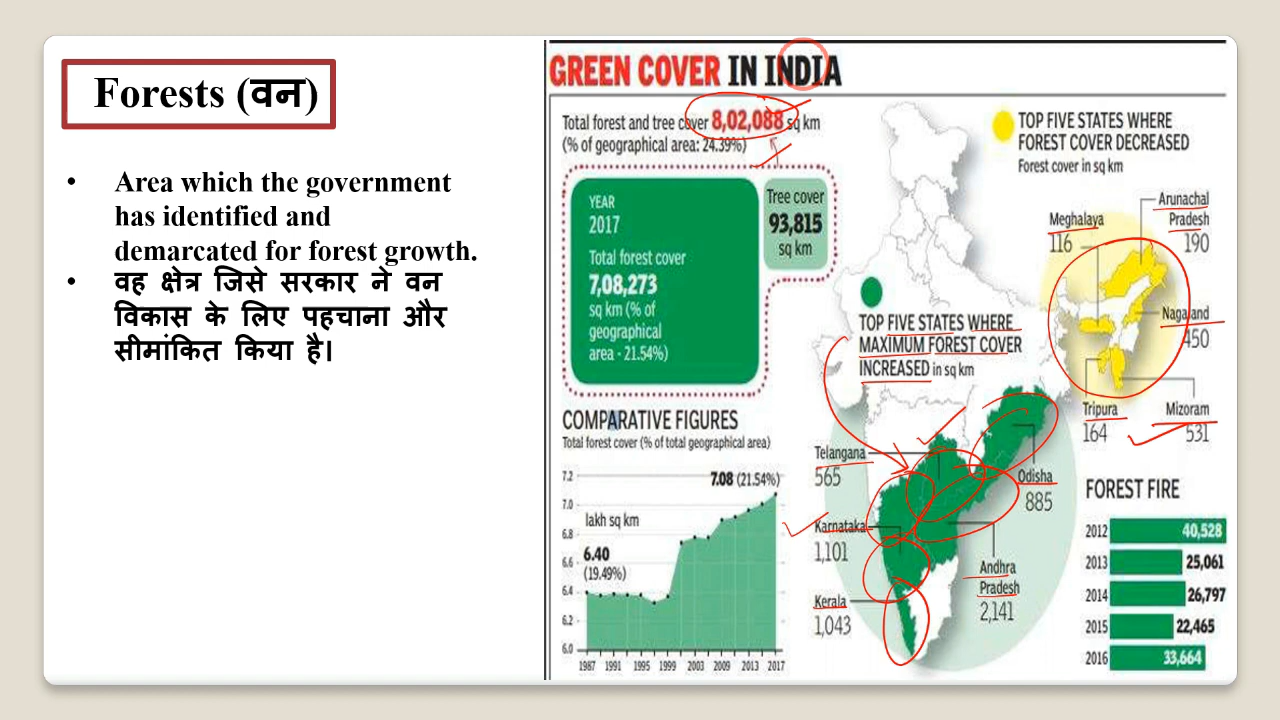 Forests (वन)
• Area which the government
has identified and
demarcated for forest growth.
• वह क्षेत्र जिसे सरकार ने वन
विकास के लिए पहचाना और
सीमांकित किया है।
GREEN COVER IN INDIA
Total forest and tree cover 8,02,088 sq km
(% of geographical area: 24.39%)
YEAR
2017
Total forest cover
7,08,273
sq km (% of
geographical
area - 21.54%)
Tree cover
93,815
sq km
COMPARATIVE FIGURES
Total forest cover (% of total geographical area)
7.2
7.0
6.8
6.6
6.4
6.2
6.0
7.08 (21.54%)
lakh sq km
6.40
(19.49%)
1987 1991 1995 1999 2003 2009 2013 2017
TOP FIVE STATES WHERE
FOREST COVER DECREASED
Forest cover in sq km
Arunachal
Pradesh
190
Meghalaya
116
Nagaland
450
Tripura
164
Mizoram
531
TOP FIVE STATES WHERE
MAXIMUM FOREST COVER
INCREASED in sq km
Telangana
565
Odisha
885
Karnataka
1,101
Andhra
Pradesh
2,141
Kerala
1,043
FOREST FIRE
2012 40,528
2013 25,061
2014 26,797
2015 22,465
2016 33,664